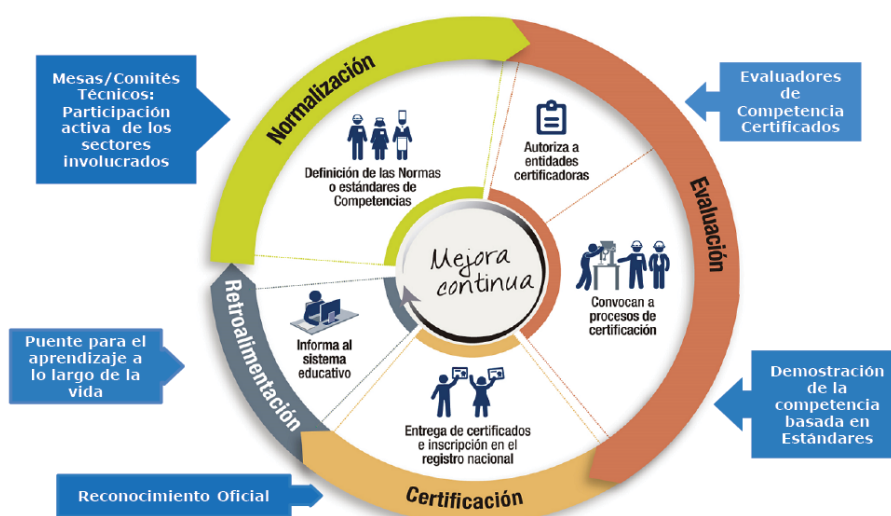 Mesas/Comités
Técnicos:
Participación
activa de los
sectores
involucrados
Normalización
Definición de las Normas
o estándares de
Competencias
Autoriza a
entidades
certificadoras
Evaluadores
de
Competencia
Certificados
Evaluación
Convocan a
procesos de
certificación
Mejora
continua
Demostración
de la
competencia
basada en
Estándares
Puente para el
aprendizaje a
lo largo de la
vida
Retroalimentación
Informa al
sistema
educativo
Entrega de certificados
e inscripción en el
registro nacional
Certificación
Reconocimiento Oficial